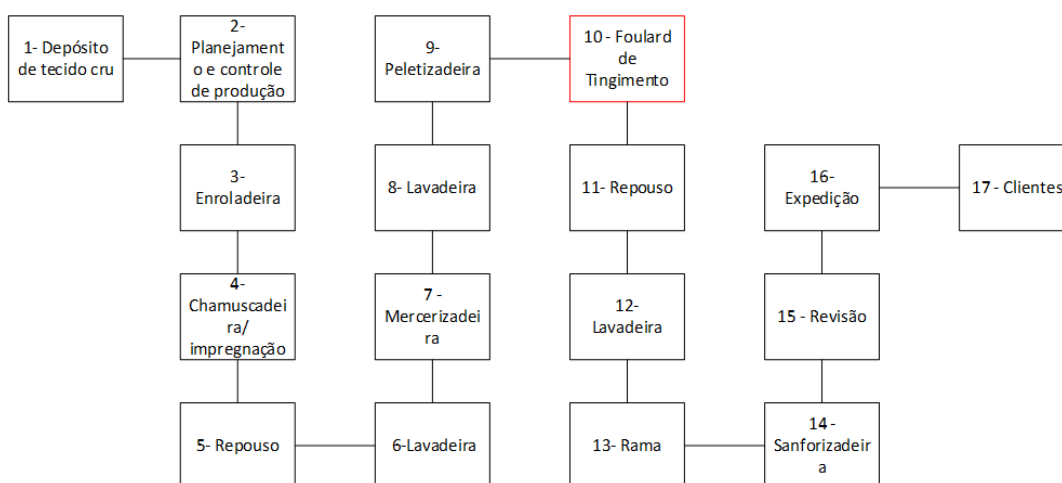 1- Depósito
de tecido cru
2-
Planejament
o e controle
de produção
3-
Enroladeira
4-
Chamuscadei
ra/
impregnação
5- Repouso
6-Lavadeira
7 -
Mercerizadei
ra
8- Lavadeira
9-
Peletizadeira
10 - Foulard
de
Tingimento
11- Repouso
12-
Lavadeira
13- Rama
14 -
Sanforizadeir
a
15 - Revisão
16-
Expedição
17 - Clientes